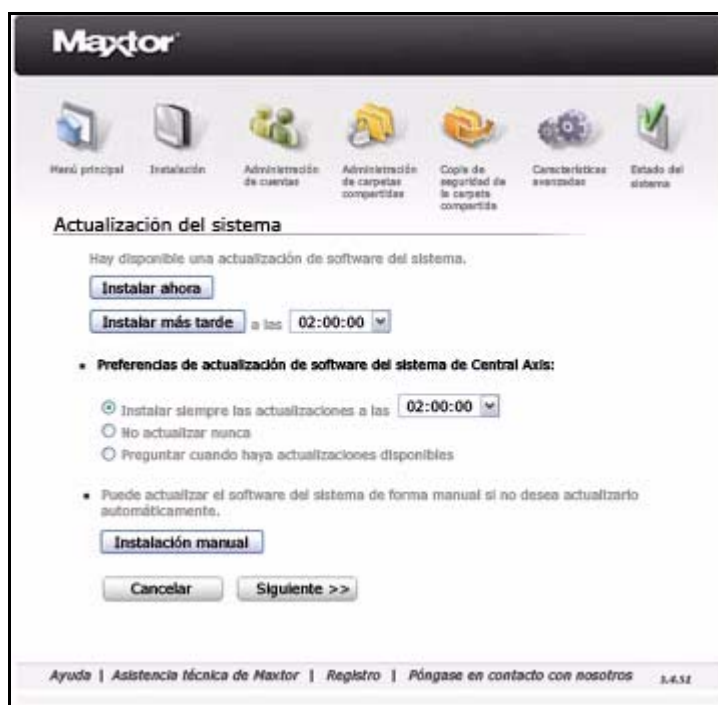 Maxtor
Menú principal
Instalación
Administración de cuentas
Administración de carpetas compartidas
Copia de seguridad de la carpeta compartida
Características avanzadas
Estado del sistema
Actualización del sistema
Hay disponible una actualización de software del sistema.
Instalar ahora
Instalar más tarde a las 02:00:00
Preferencias de actualización de software del sistema de Central Axis:
Instalar siempre las actualizaciones a las 02:00:00
No actualizar nunca
Preguntar cuando haya actualizaciones disponibles
Puede actualizar el software del sistema de forma manual si no desea actualizarlo
automáticamente.
Instalación manual
Cancelar Siguiente >>
Ayuda | Asistencia técnica de Maxtor | Registro | Póngase en contacto con nosotros